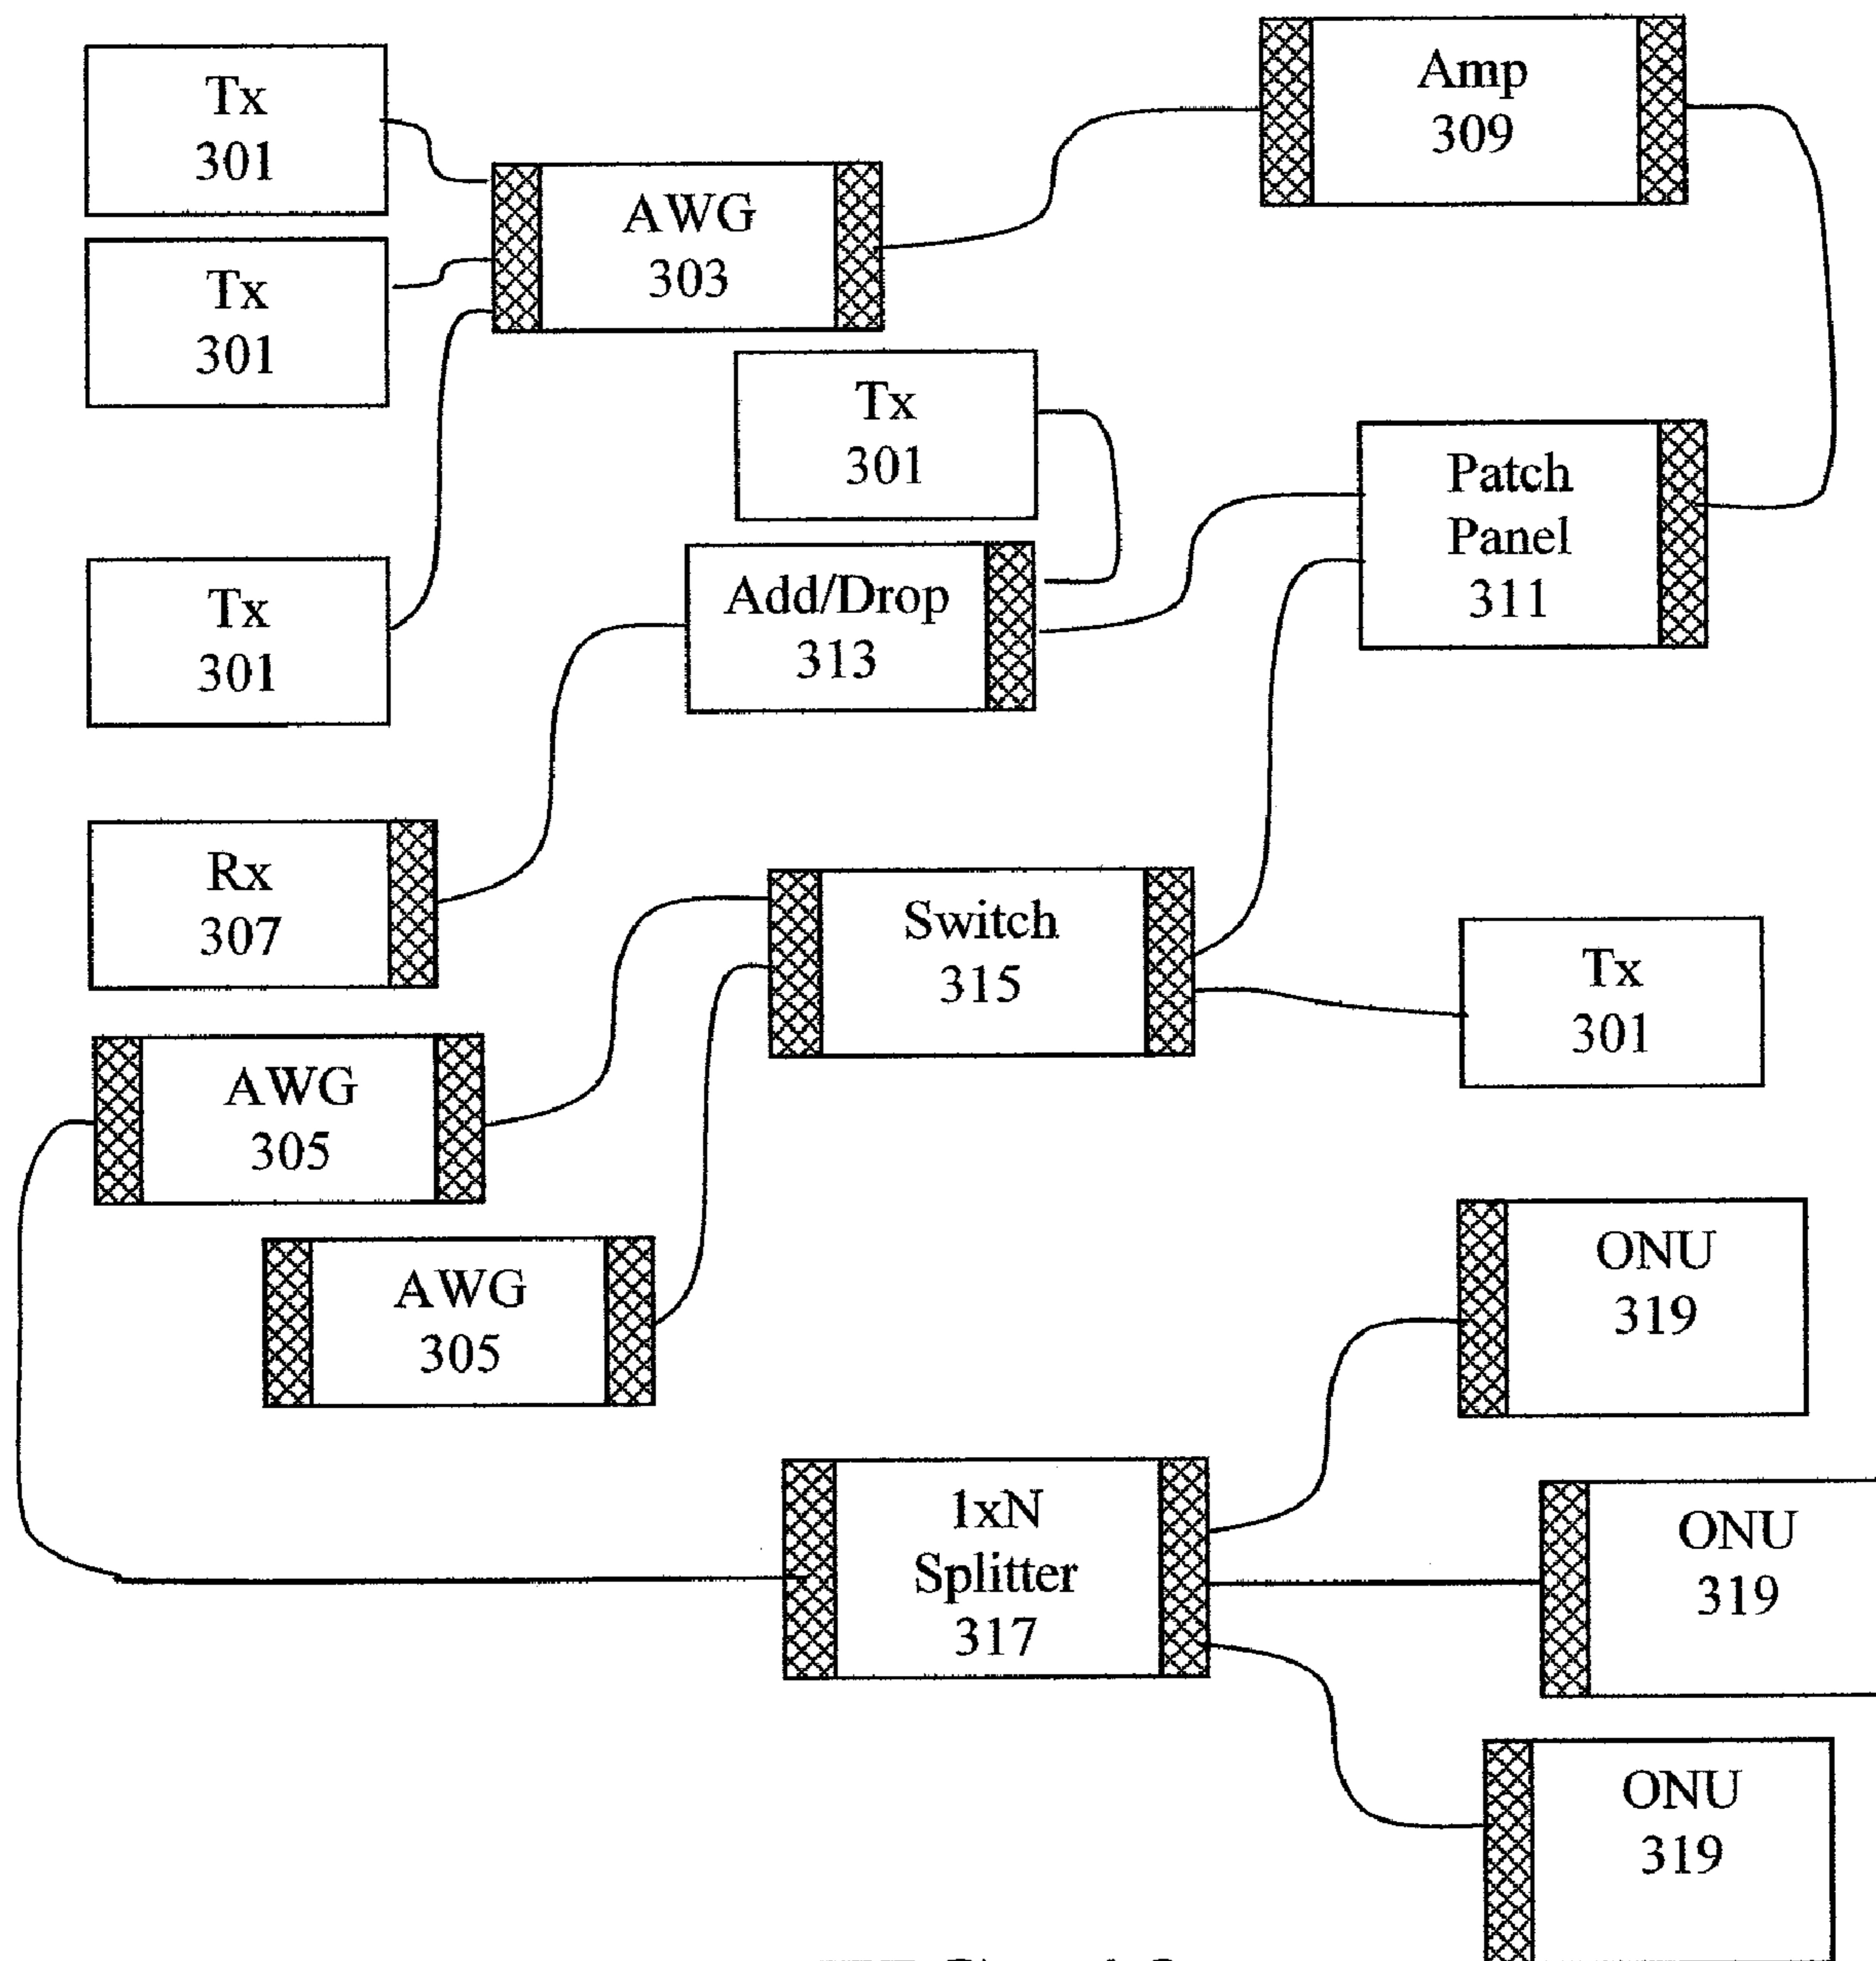 Tx
301
Tx
301
Tx
301
AWG
303
Amp
309
Tx
301
Patch
Panel
311
Add/Drop
313
Rx
307
Switch
315
Tx
301
AWG
305
AWG
305
1xN
Splitter
317
ONU
319
ONU
319
ONU
319